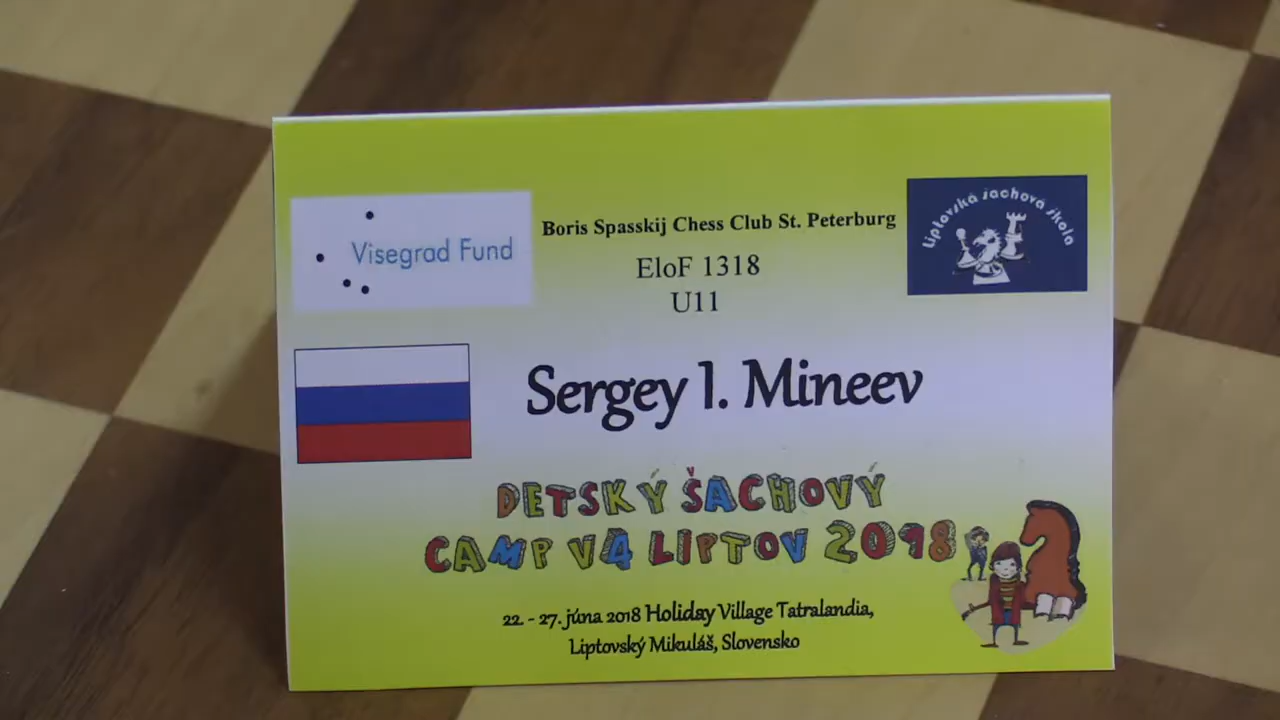 Visegrad Fund
Boris Spasskij Chess Club St. Peterburg
EloF 1318
U11
Liptovská šachová škola
Sergey I. Mineev
DETSKÝ ŠACHOVÝ
CAMP V4 LIPTOV 2018
22. - 27. júna 2018 Holiday Village Tatralandia,
Liptovský Mikuláš, Slovensko